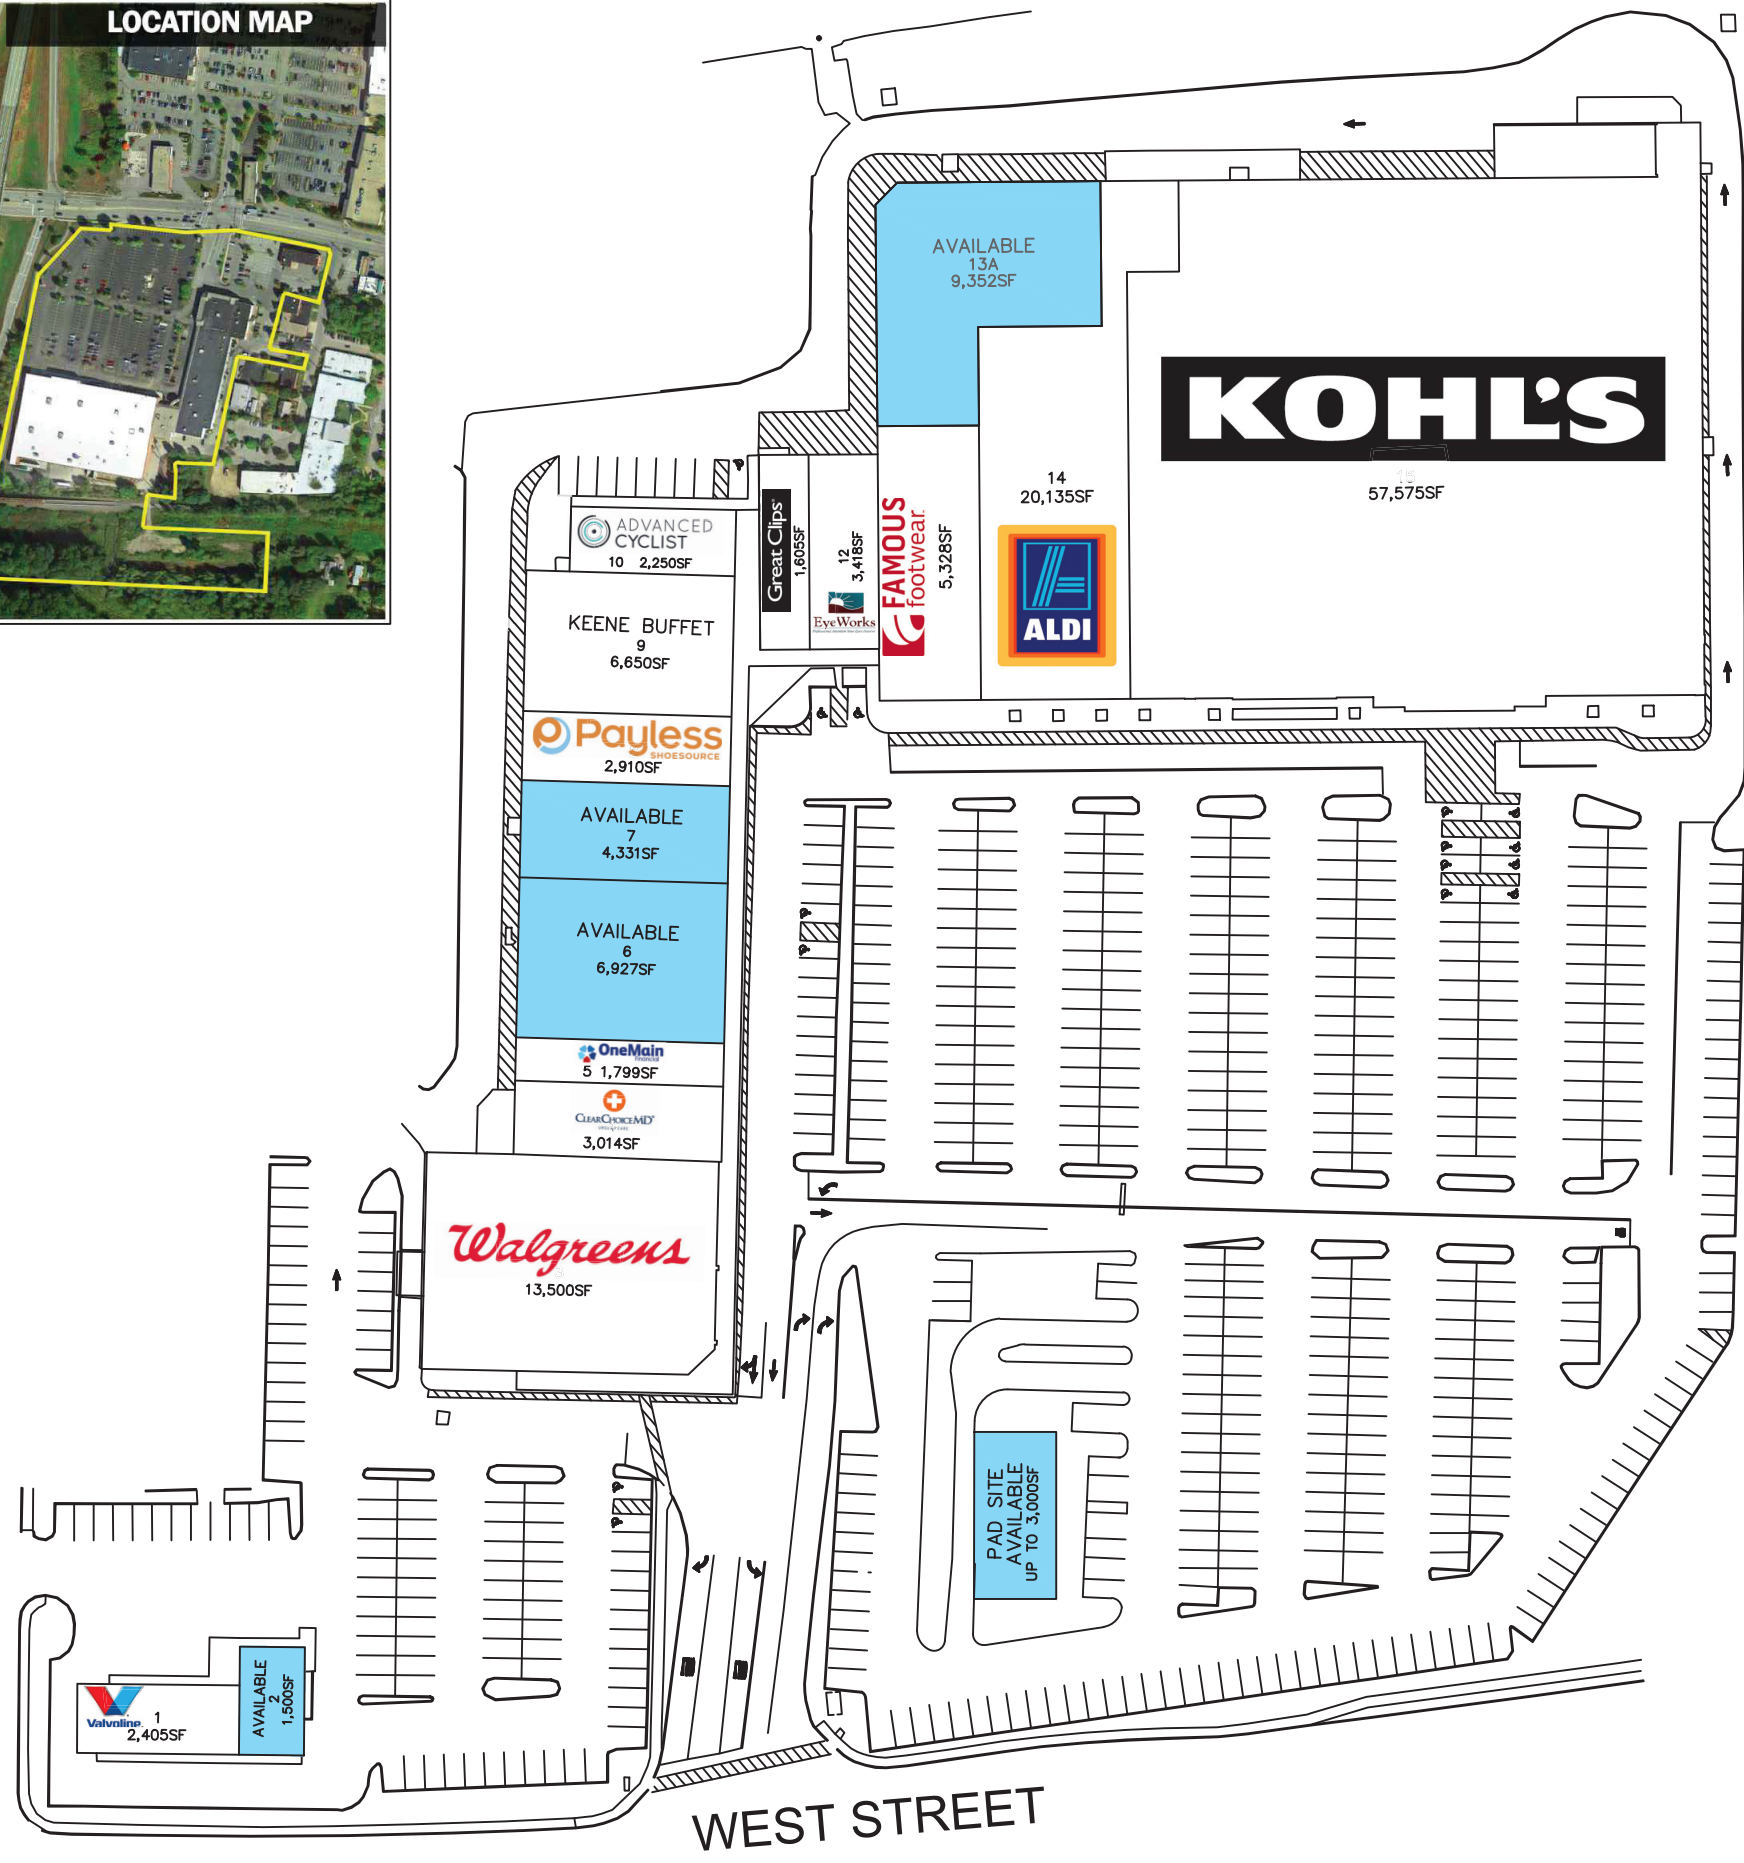 LOCATION MAP
AVAILABLE
13A
9,352SF
KOHL'S
15
57,575SF
14
20,135SF
ALDI
FAMOUS
footwear.
5,328SF
12
3,418SF
EyeWorks
Great Clips
1,605SF
ADVANCED
CYCLIST
10 2,250SF
KEENE BUFFET
9
6,650SF
Payless
SHOESOURCE
2,910SF
AVAILABLE
7
4,331SF
AVAILABLE
6
6,927SF
OneMain
Financial
5 1,799SF
CLEARCHOICEMD
3,014SF
Walgreens
13,500SF
PAD SITE
AVAILABLE
UP TO 3,000SF
Valvoline
1
2,405SF
AVAILABLE
2
1,500SF
WEST STREET